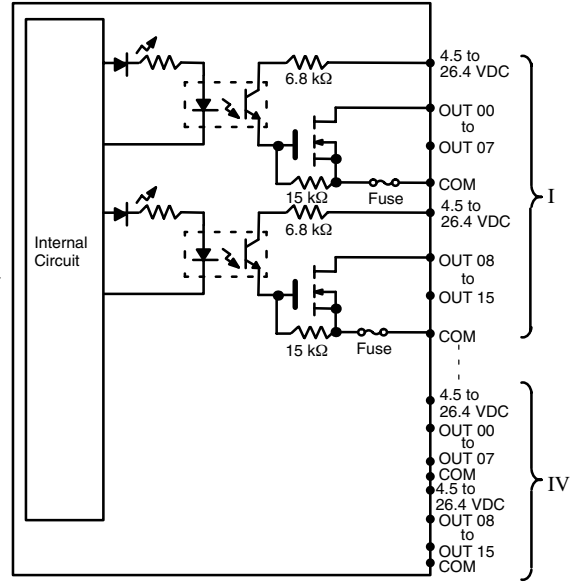 4.5 to
26.4 VDC
6.8 kΩ
OUT 00
to
OUT 07
COM
15 kΩ
Fuse
I
4.5 to
26.4 VDC
6.8 kΩ
Internal
Circuit
OUT 08
to
OUT 15
COM
15 kΩ
Fuse
4.5 to
26.4 VDC
OUT 00
to
OUT 07
COM
IV
4.5 to
26.4 VDC
OUT 08
to
OUT 15
COM